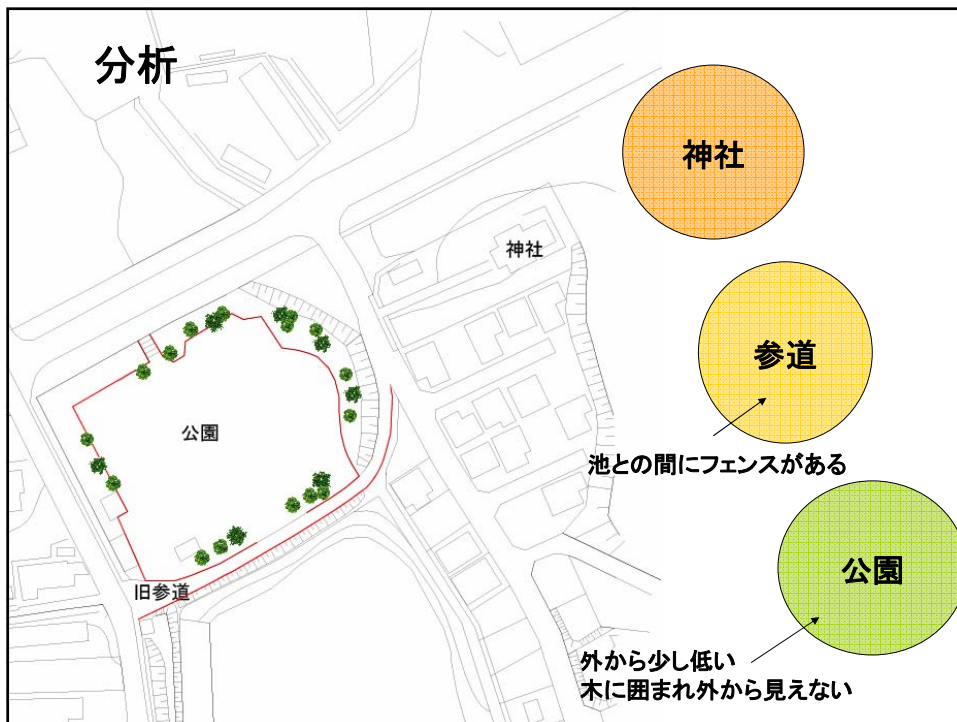 分析
神社
神社
参道
池との間にフェンスがある
公園
旧参道
公園
外から少し低い
木に囲まれ外から見えない